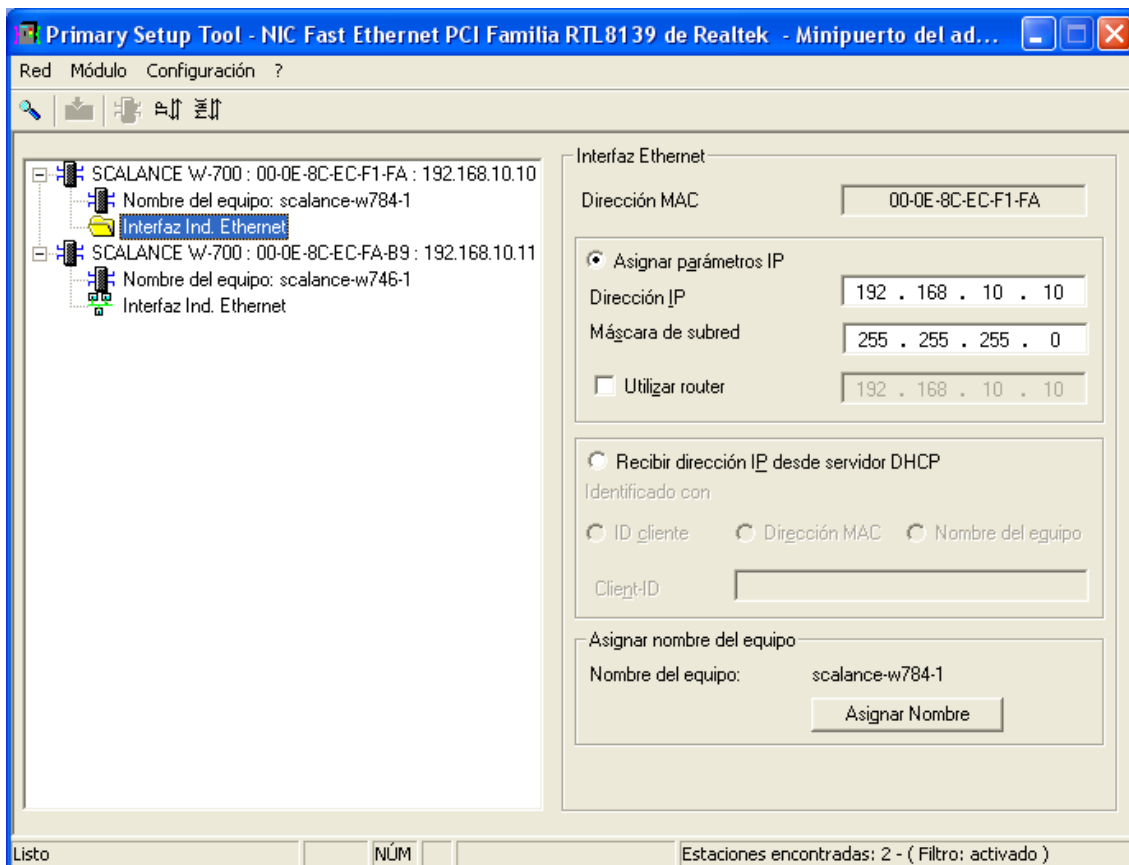 Primary Setup Tool - NIC Fast Ethernet PCI Familia RTL8139 de Realtek - Minipuerto del ad...
Red Módulo Configuración ?
SCALANCE W-700 : 00-0E-8C-EC-F1-FA : 192.168.10.10
Nombre del equipo: scalance-w784-1
Interfaz Ind. Ethernet
SCALANCE W-700 : 00-0E-8C-EC-FA-B9 : 192.168.10.11
Nombre del equipo: scalance-w746-1
Interfaz Ind. Ethernet
Interfaz Ethernet
Dirección MAC 00-0E-8C-EC-F1-FA
Asignar parámetros IP
Dirección IP 192 . 168 . 10 . 10
Máscara de subred 255 . 255 . 255 . 0
Utilizar router 192 . 168 . 10 . 10
Recibir dirección IP desde servidor DHCP
Identificado con
ID cliente Dirección MAC Nombre del equipo
Client-ID
Asignar nombre del equipo
Nombre del equipo: scalance-w784-1
Asignar Nombre
Listo NÚM Estaciones encontradas: 2 - ( Filtro: activado )